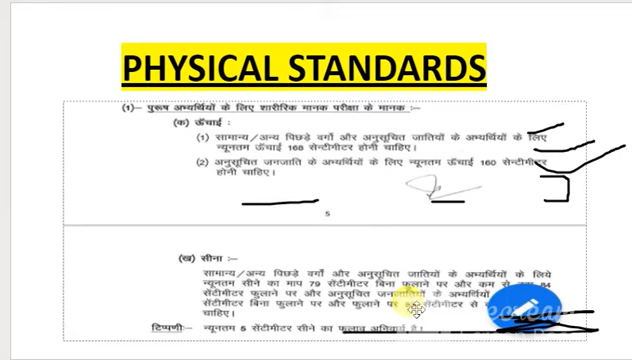 PHYSICAL STANDARDS
(1)- पुरूष अभ्यर्थियों के लिए शारीरिक मानक परीक्षा के मानक :-
(क) ऊँचाई :
(1) सामान्य/अन्य पिछड़े वर्गो और अनुसूचित जातियों के अभ्यर्थियों के लिए
न्यूनतम ऊँचाई 168 सेन्टीमीटर होनी चाहिए।
(2) अनुसूचित जनजाति के अभ्यर्थियों के लिए न्यूनतम ऊँचाई 160 सेन्टीमीटर
होनी चाहिए।
5
(ख) सीना :-
सामान्य/अन्य पिछड़े वर्गो और अनुसूचित जातियों के अभ्यर्थियों के लिये
न्यूनतम सीने का माप 79 सेंटीमीटर बिना फुलाने पर और कम से 84
सेंटीमीटर फुलाने पर और अनुसूचित जनजातियों के अभ्यर्थियों
सेंटीमीटर बिना फुलाने पर और फुलाने पर सेंटीमीटर से
चाहिए।
टिप्पणी: न्यूनतम 5 सेंटीमीटर सीने का फुलाव अनिवार्य है।